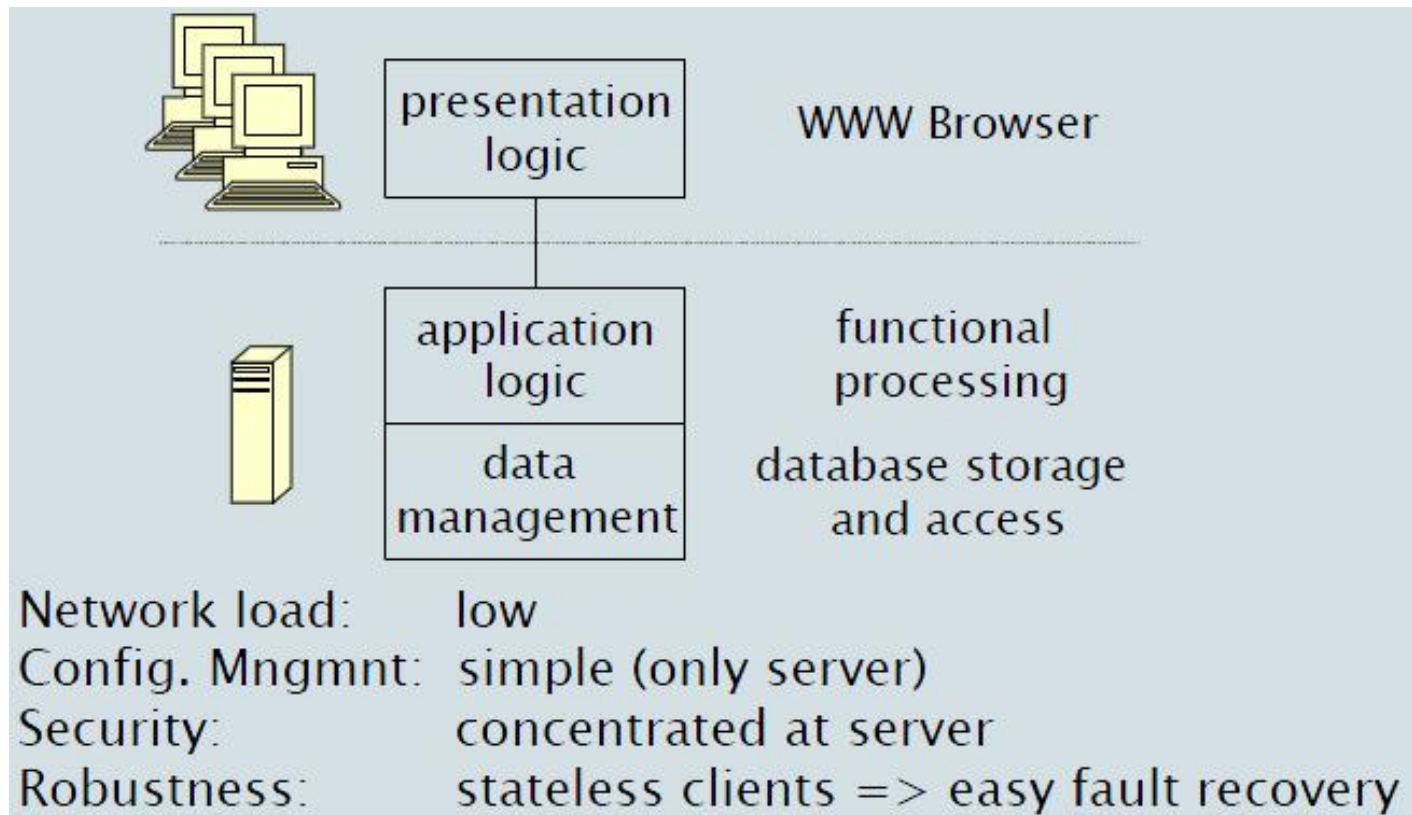 presentation
logic
WWW Browser
application
logic
functional
processing
data
management
database storage
and access
Network load: low
Config. Mngmnt: simple (only server)
Security: concentrated at server
Robustness: stateless clients => easy fault recovery